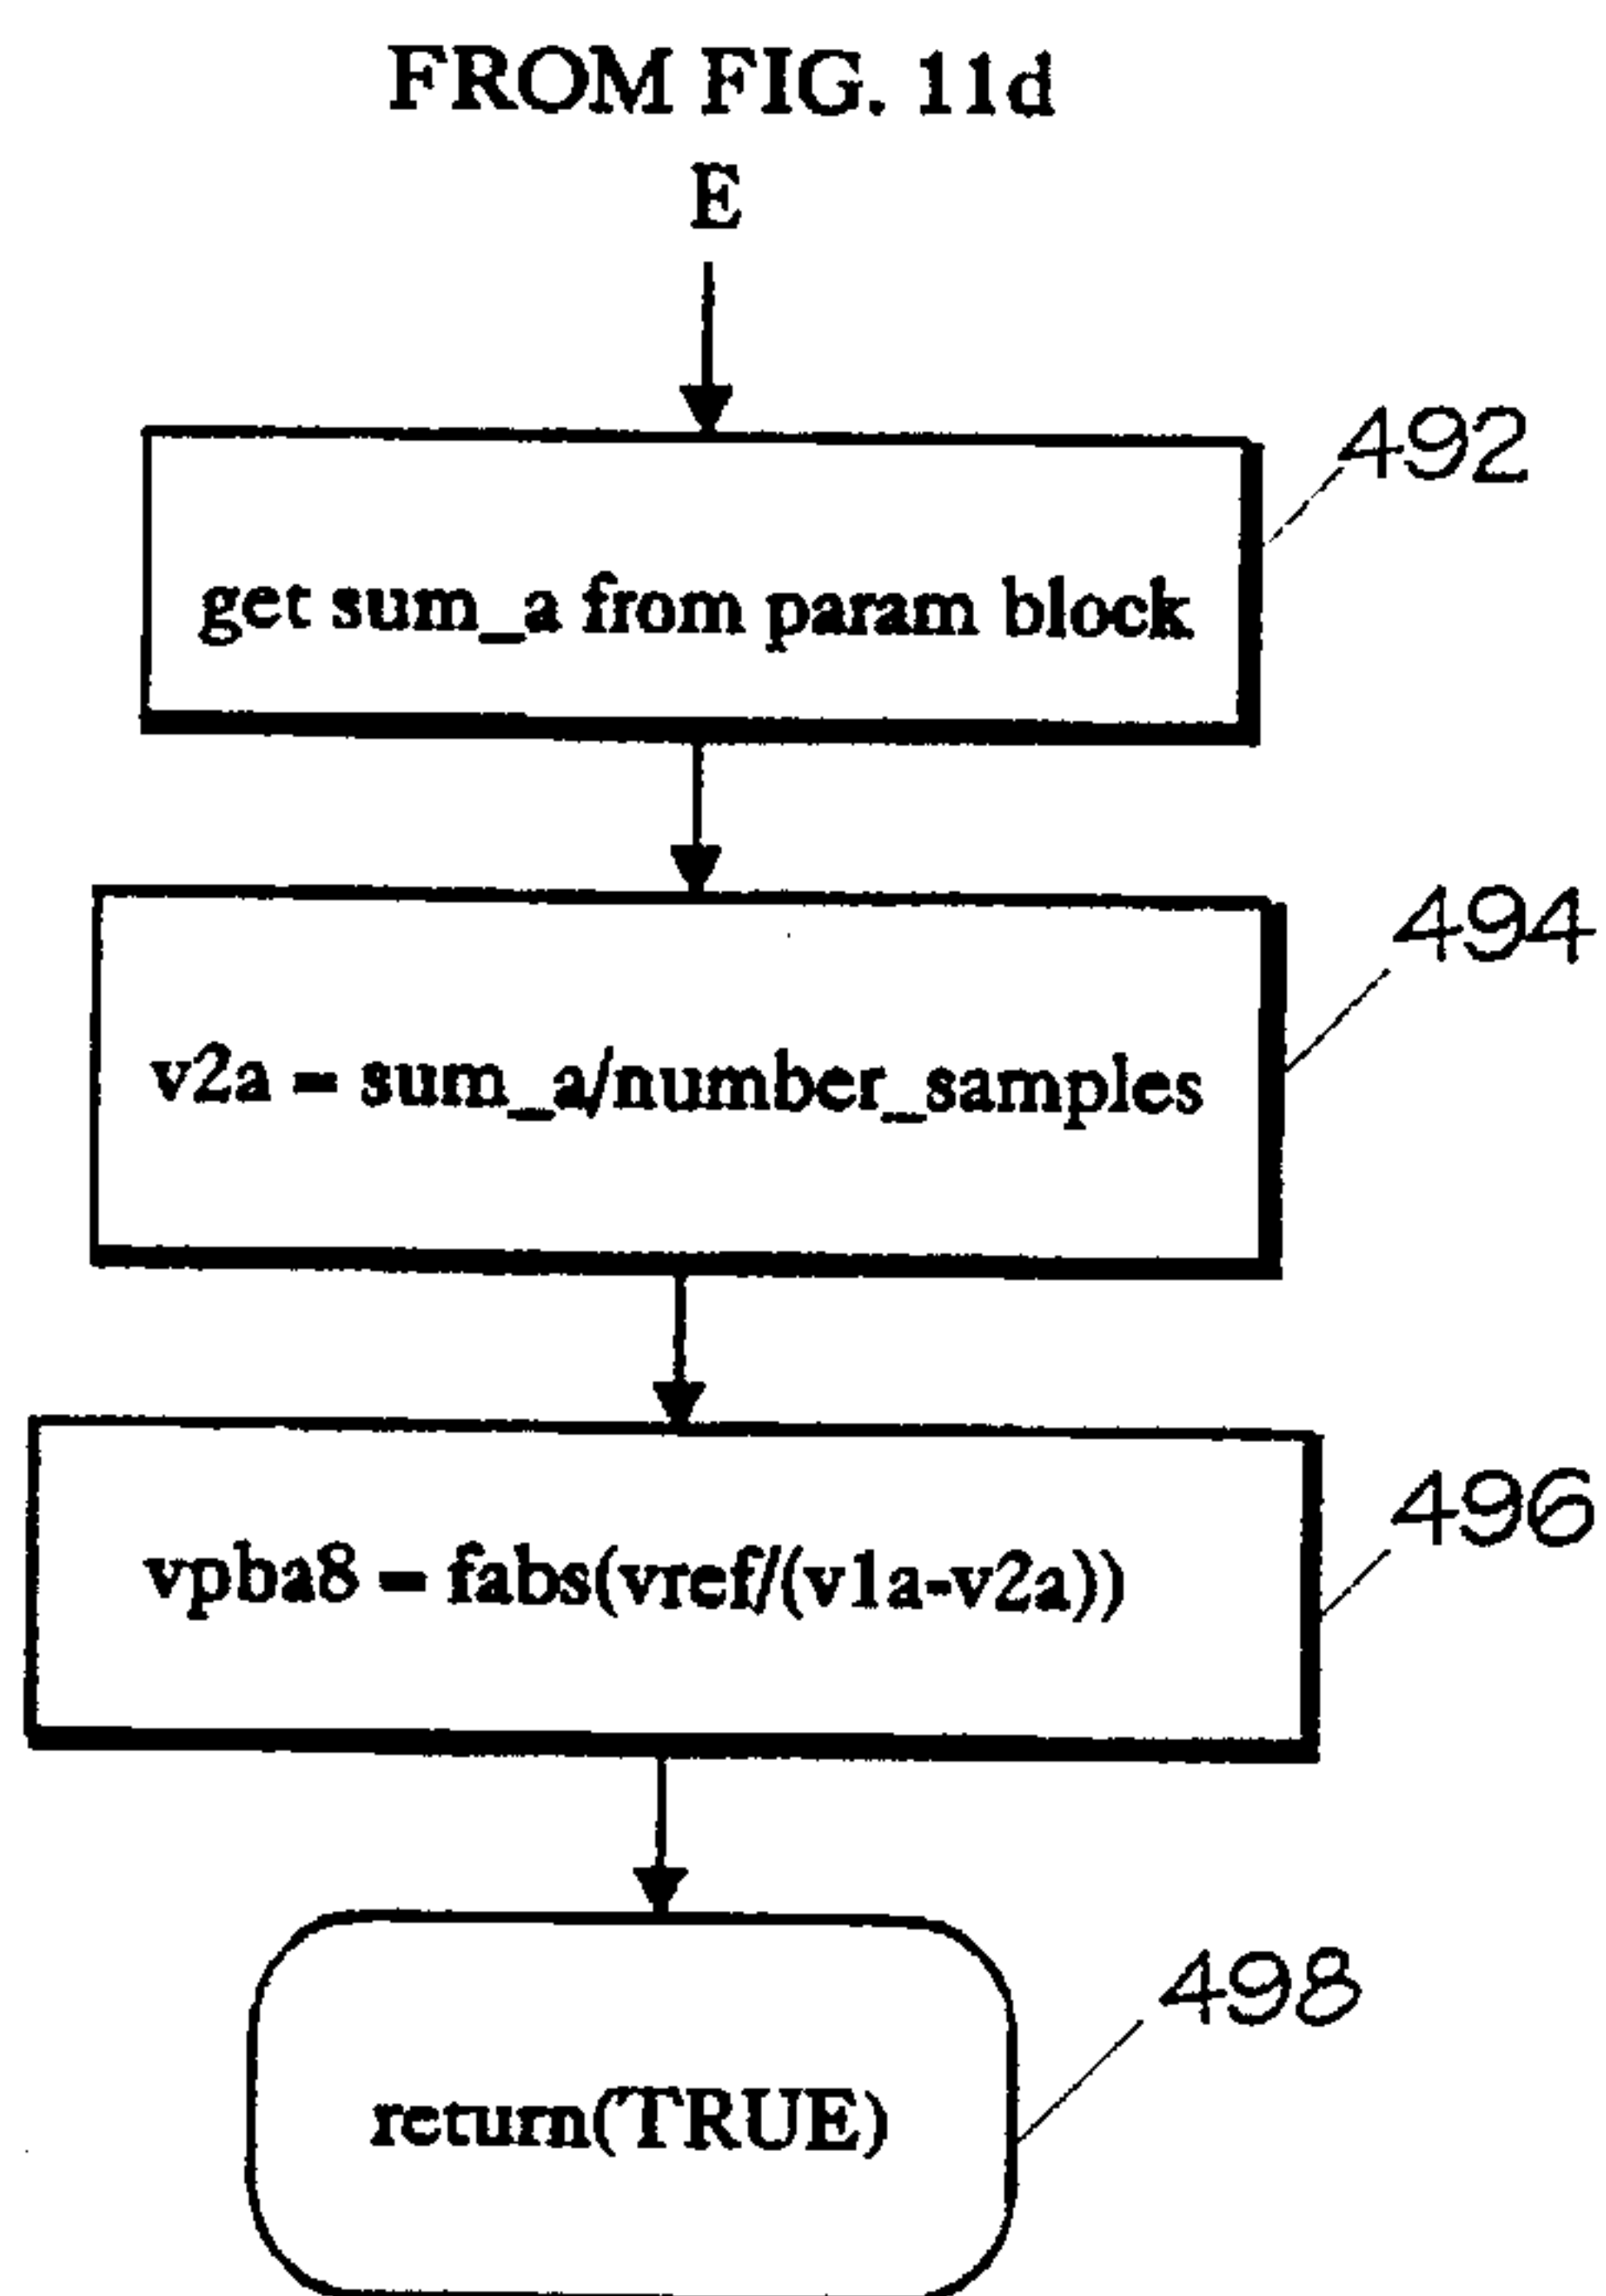 FROM FIG. 11d
E
492
get sum_a from param block
494
v2a = sum_a/number_samples
496
vpba8 = fabs(vref/(v1a-v2a))
498
return(TRUE)